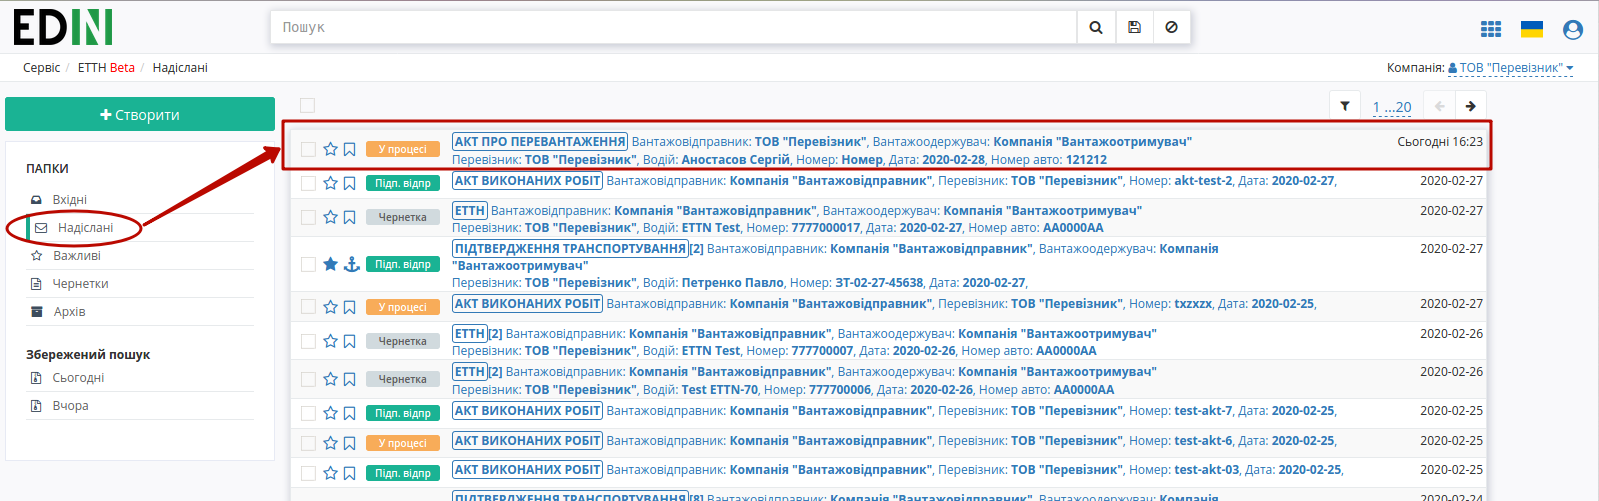 EDIN
Пошук
Сервіс / ЕТТН Beta / Надіслані
Компанія: ТОВ "Перевізник"
Створити
1 ...20
ПАПКИ
Вхідні
Надіслані
Важливі
Чернетки
Архів
Збережений пошук
Сьогодні
Вчора
У процесі АКТ ПРО ПЕРЕВАНТАЖЕННЯ Вантажовідправник: ТОВ "Перевізник", Вантажоодержувач: Компанія "Вантажоотримувач" Сьогодні 16:23
Перевізник: ТОВ "Перевізник", Водій: Аностасов Сергій, Номер: Номер, Дата: 2020-02-28, Номер авто: 121212
Підп. відпр АКТ ВИКОНАНИХ РОБІТ Вантажовідправник: Компанія "Вантажовідправник", Перевізник: ТОВ "Перевізник", Номер: akt-test-2, Дата: 2020-02-27, 2020-02-27
Чернетка ЕТТН Вантажовідправник: Компанія "Вантажовідправник", Вантажоодержувач: Компанія "Вантажоотримувач" 2020-02-27
Перевізник: ТОВ "Перевізник", Водій: ETTN Test, Номер: 7777000017, Дата: 2020-02-27, Номер авто: АА0000АА
ПІДТВЕРДЖЕННЯ ТРАНСПОРТУВАННЯ[2] Вантажовідправник: Компанія "Вантажовідправник", Вантажоодержувач: Компанія 2020-02-27
Підп. відпр "Вантажоотримувач"
Перевізник: ТОВ "Перевізник", Водій: Петренко Павло, Номер: ЗТ-02-27-45638, Дата: 2020-02-27,
У процесі АКТ ВИКОНАНИХ РОБІТ Вантажовідправник: Компанія "Вантажовідправник", Перевізник: ТОВ "Перевізник", Номер: txzxzx, Дата: 2020-02-25, 2020-02-27
Чернетка ЕТТН[2] Вантажовідправник: Компанія "Вантажовідправник", Вантажоодержувач: Компанія "Вантажоотримувач" 2020-02-26
Перевізник: ТОВ "Перевізник", Водій: ETTN Test, Номер: 777700007, Дата: 2020-02-26, Номер авто: АА0000АА
Чернетка ЕТТН[2] Вантажовідправник: Компанія "Вантажовідправник", Вантажоодержувач: Компанія "Вантажоотримувач" 2020-02-26
Перевізник: ТОВ "Перевізник", Водій: Test ETTN-70, Номер: 777700006, Дата: 2020-02-26, Номер авто: АА0000АА
Підп. відпр АКТ ВИКОНАНИХ РОБІТ Вантажовідправник: Компанія "Вантажовідправник", Перевізник: ТОВ "Перевізник", Номер: test-akt-7, Дата: 2020-02-25, 2020-02-25
У процесі АКТ ВИКОНАНИХ РОБІТ Вантажовідправник: Компанія "Вантажовідправник", Перевізник: ТОВ "Перевізник", Номер: test-akt-6, Дата: 2020-02-25, 2020-02-25
Підп. відпр АКТ ВИКОНАНИХ РОБІТ Вантажовідправник: Компанія "Вантажовідправник", Перевізник: ТОВ "Перевізник", Номер: test-akt-03, Дата: 2020-02-25, 2020-02-25
ПІДТВЕРДЖЕННЯ ТРАНСПОРТУВАННЯ[8] Вантажовідправник: Компанія "Вантажовідправник", Вантажоодержувач: Компанія 2020-02-24